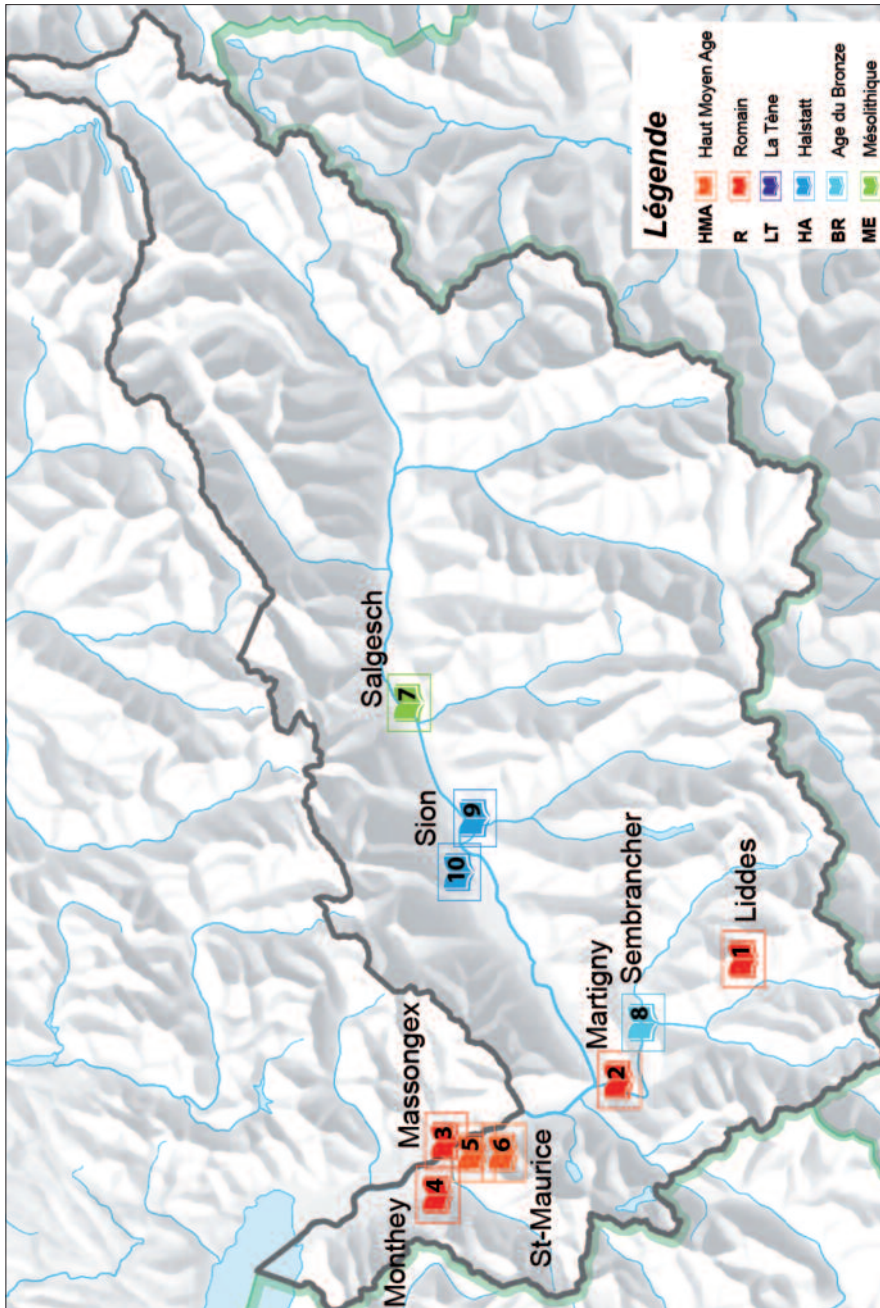 Monthey
4
Massongex
3
5
6
St-Maurice
Martigny
2
Sembrancher
8
Liddes
1
Sion
10
9
Salgesch
7
Légende
HMA Haut Moyen Age
R Romain
LT La Tène
HA Halstatt
BR Age du Bronze
ME Mésolithique